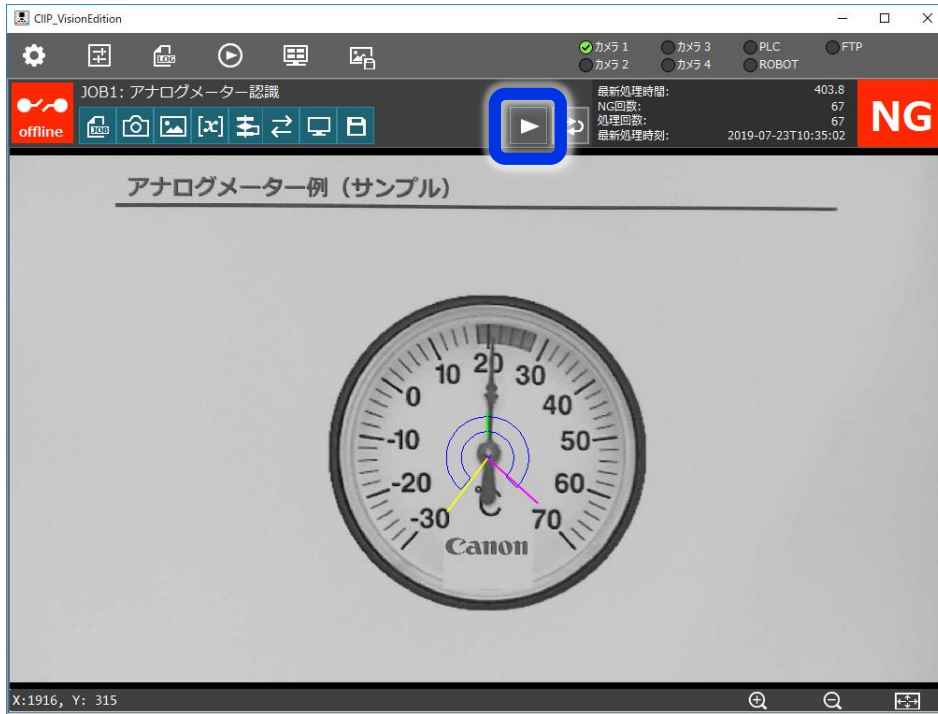 CIIP_VisionEdition
カメラ 1 カメラ 3 PLC FTP
カメラ 2 カメラ 4 ROBOT
offline
JOB1: アナログメーター認識
LOG
JOB
[x]
最新処理時間: 403.8
NG回数: 67
処理回数: 67
最新処理時刻: 2019-07-23T10:35:02
NG
アナログメーター例(サンプル)
-30
-20
-10
0
10
20
30
40
50
60
70
℃
Canon
X:1916, Y: 315